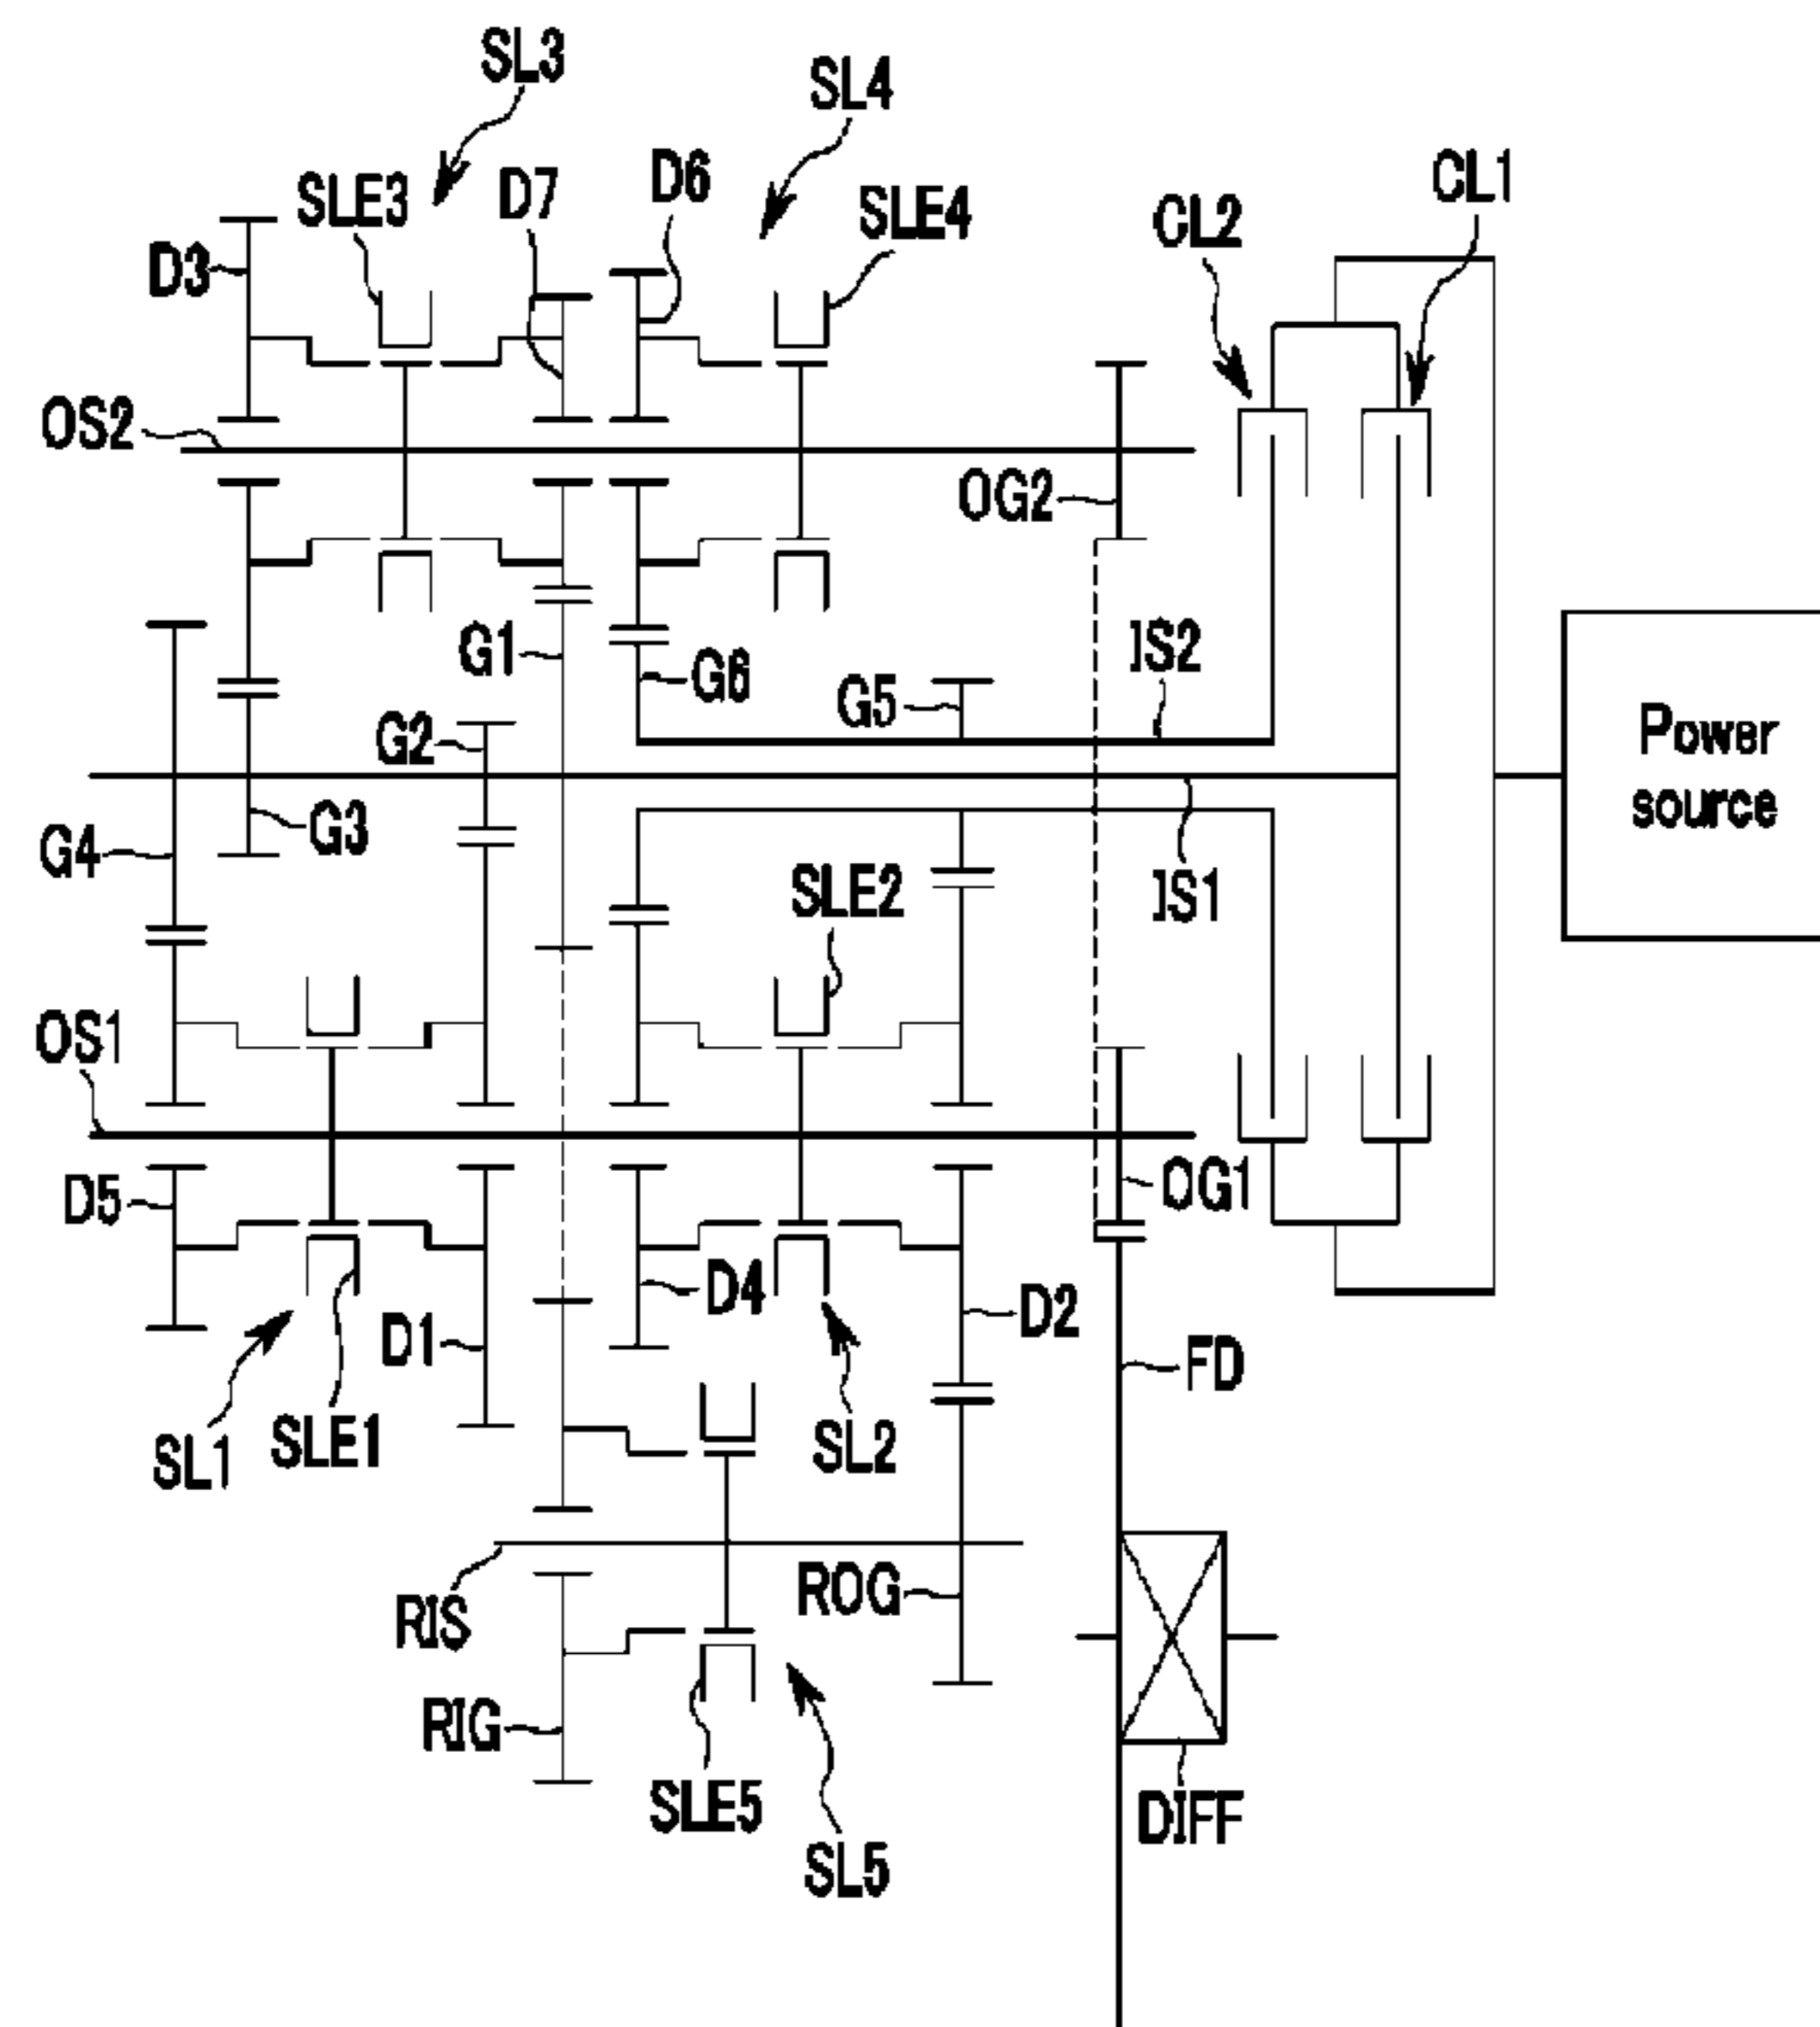 SL3
SL4
D7
D6
CL1
SLE3
SLE4
CL2
D3
OS2
OG2
G1
IS2
G6
G5
G2
Power
source
G3
G4
SLE2
IS1
OS1
D5
OG1
D4
D2
D1
FD
SLE1
SL2
SL1
ROG
RIS
RIG
SLE5
DIFF
SL5